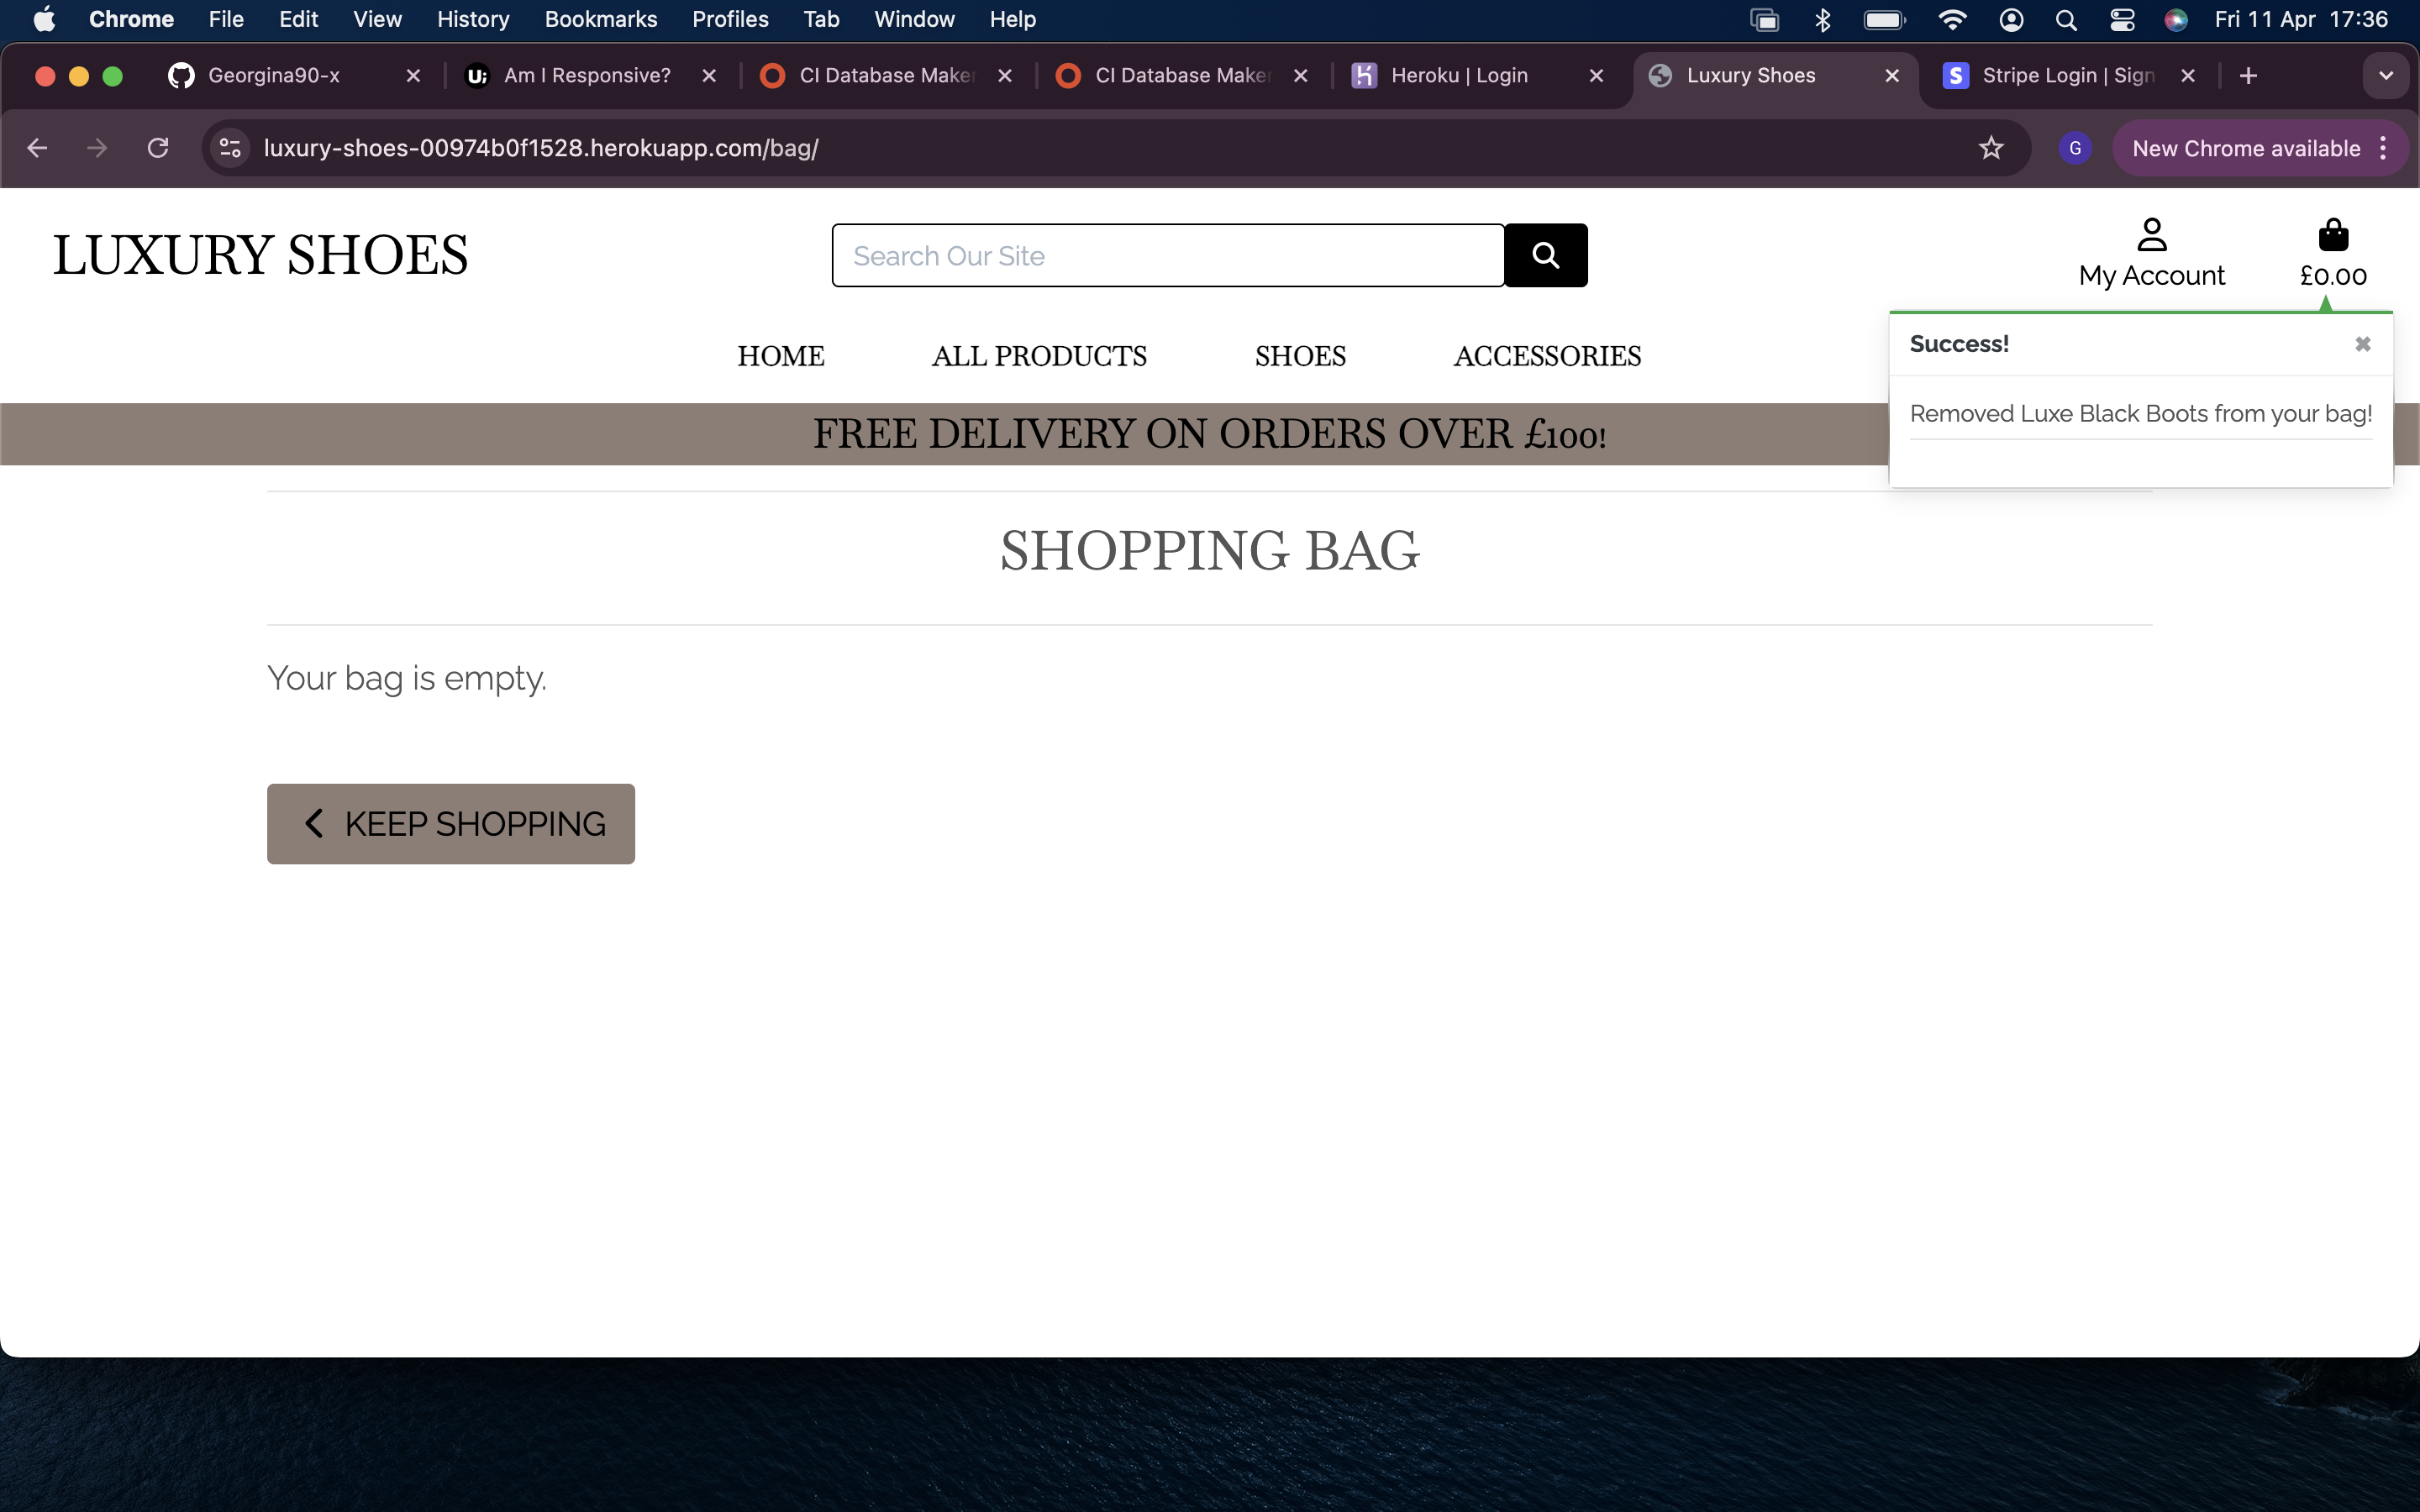 Chrome File Edit View History Bookmarks Profiles Tab Window Help Fri 11 Apr 17:36
Georgina90-x Am I Responsive? CI Database Maker CI Database Maker Heroku | Login Luxury Shoes Stripe Login | Sign
luxury-shoes-00974b0f1528.herokuapp.com/bag/ G New Chrome available
LUXURY SHOES
Search Our Site
My Account £0.00
HOME ALL PRODUCTS SHOES ACCESSORIES
Success!
Removed Luxe Black Boots from your bag!
FREE DELIVERY ON ORDERS OVER £100!
SHOPPING BAG
Your bag is empty.
KEEP SHOPPING